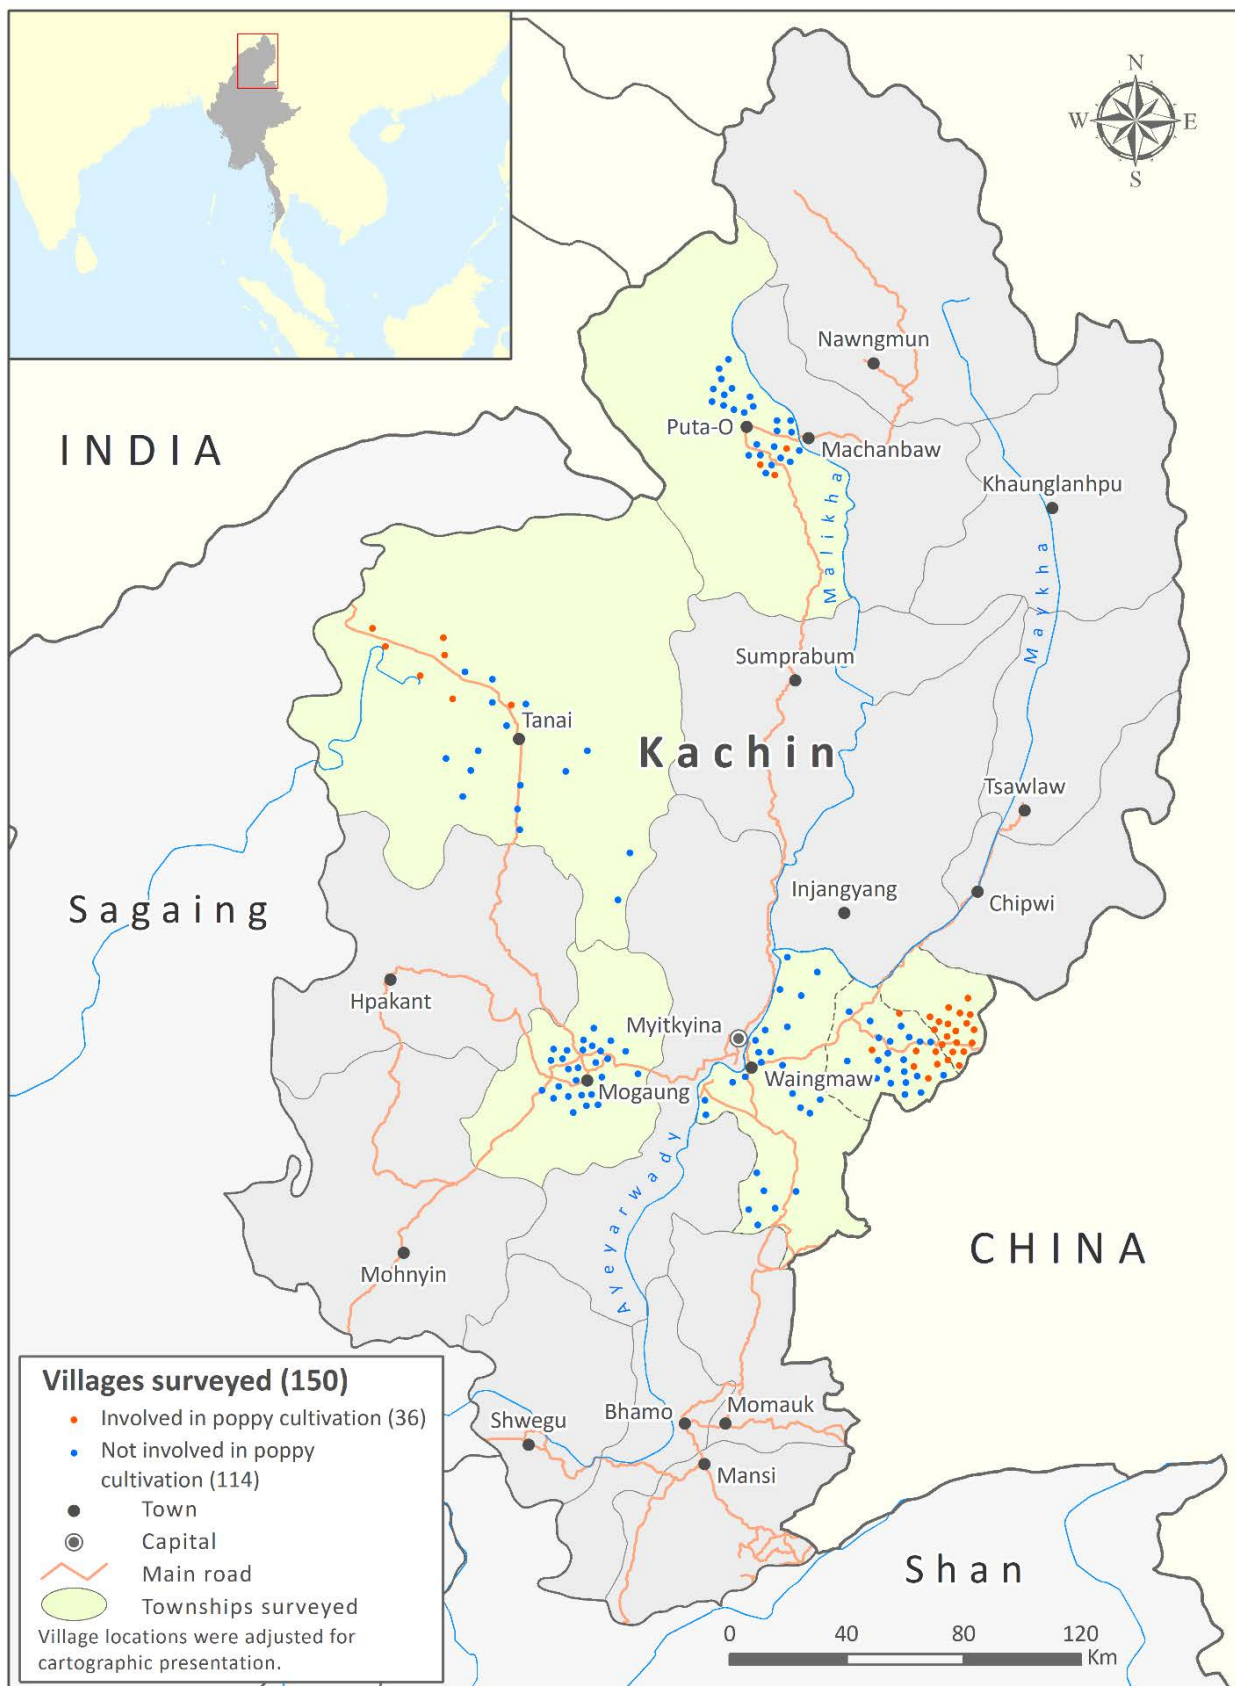 N
W
E
S
INDIA
Nawngmun
Puta-O
Machanbaw
Khaunglanhpu
Malikha
Maykha
Sumprabum
Tanai
Kachin
Tsawlaw
Sagaing
Injangyang
Chipwi
Hpakant
Myitkyina
Waingmaw
Mogaung
Ayeyarwady
CHINA
Mohnyin
Shwegu
Bhamo
Momauk
Mansi
Shan
Villages surveyed (150)
Involved in poppy cultivation (36)
Not involved in poppy
cultivation (114)
Town
Capital
Main road
Townships surveyed
Village locations were adjusted for
cartographic presentation.
0 40 80 120
Km